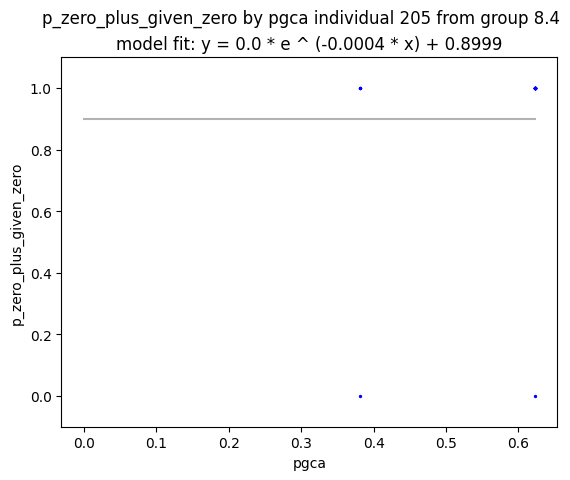 p_zero_plus_given_zero by pgca individual 205 from group 8.4
model fit: y = 0.0 * e ^ (-0.0004 * x) + 0.8999
1.0
0.8
0.6
0.4
0.2
0.0
p_zero_plus_given_zero
0.0 0.1 0.2 0.3 0.4 0.5 0.6
pgca